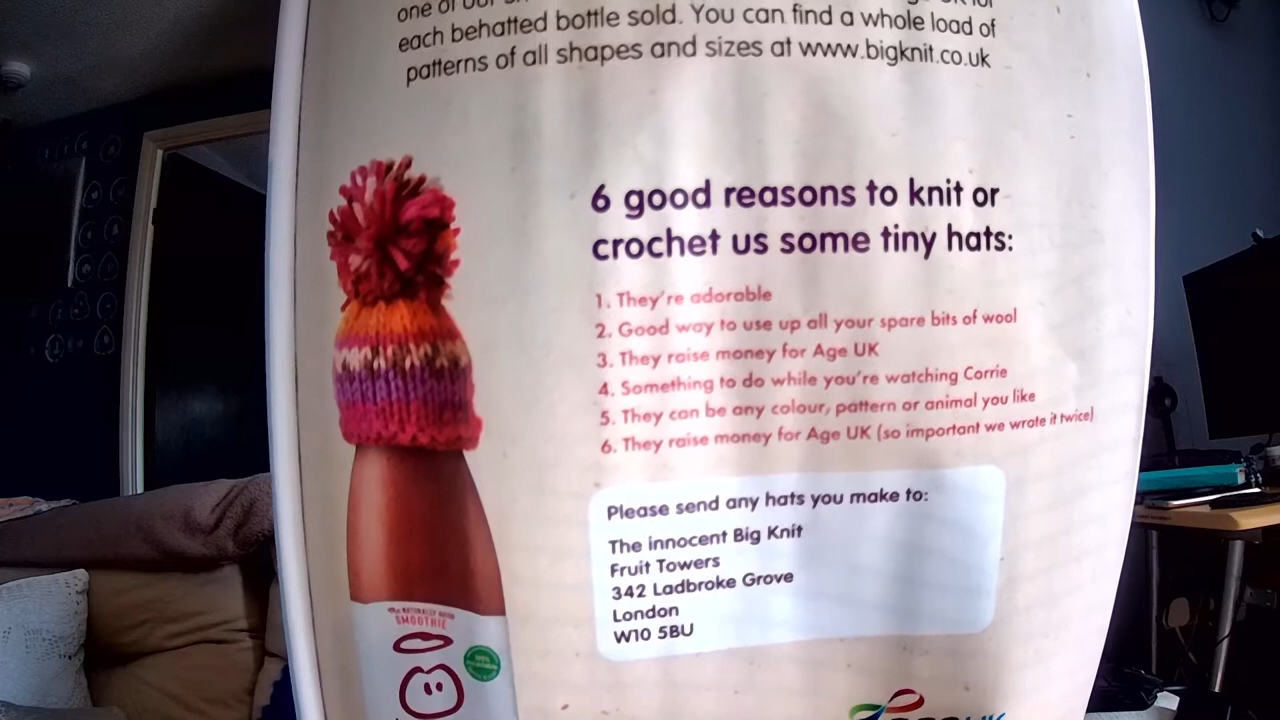 one of our
each behatted bottle sold. You can find a whole load of
patterns of all shapes and sizes at www.bigknit.co.uk
6 good reasons to knit or
crochet us some tiny hats:
1. They're adorable
2. Good way to use up all your spare bits of wool
3. They raise money for Age UK
4. Something to do while you're watching Corrie
5. They can be any colour, pattern or animal you like
6. They raise money for Age UK (so important we wrote it twice)
Please send any hats you make to:
The innocent Big Knit
Fruit Towers
342 Ladbroke Grove
London
W10 5BU
SMOOTHIE